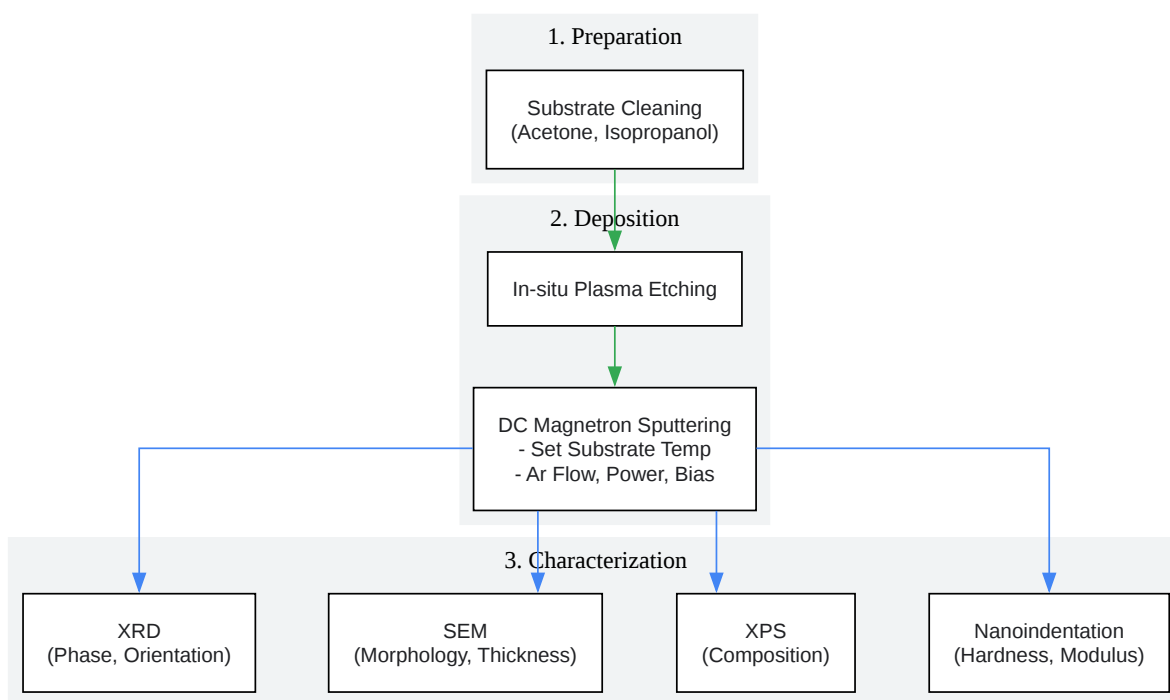 1. Preparation
Substrate Cleaning
(Acetone, Isopropanol)
2. Deposition
In-situ Plasma Etching
DC Magnetron Sputtering
- Set Substrate Temp
- Ar Flow, Power, Bias
3. Characterization
XRD
(Phase, Orientation)
SEM
(Morphology, Thickness)
XPS
(Composition)
Nanoindentation
(Hardness, Modulus)